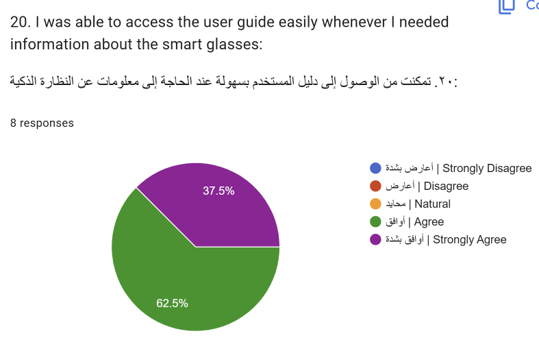 20. I was able to access the user guide easily whenever I needed
information about the smart glasses:
٢٠. تمكنت من الوصول إلى دليل المستخدم بسهولة عند الحاجة إلى معلومات عن النظارة الذكية:
8 responses
أعارض بشدة | Strongly Disagree
أعارض | Disagree
محايد | Natural
أوافق | Agree
أوافق بشدة | Strongly Agree
37.5%
62.5%